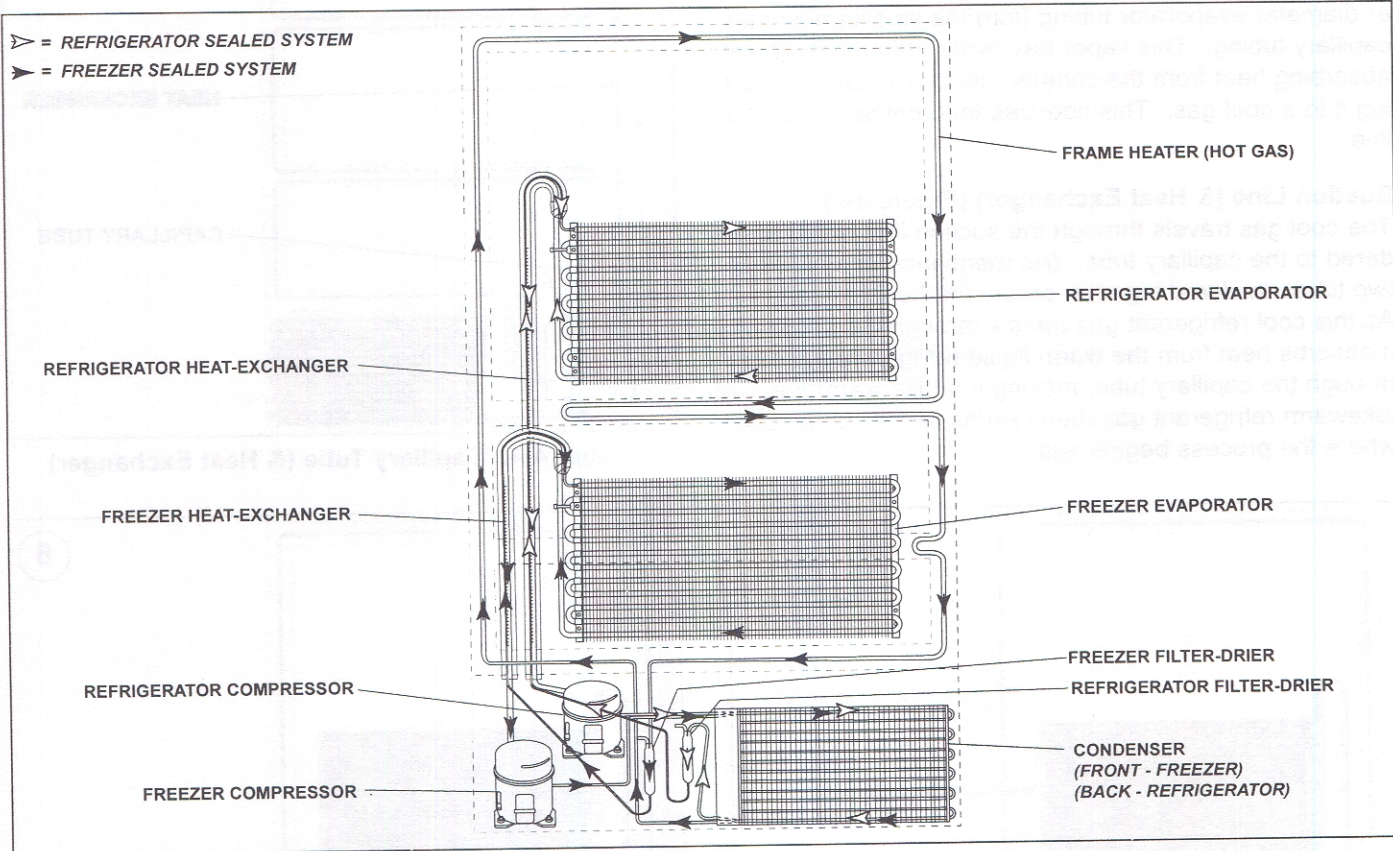 = REFRIGERATOR SEALED SYSTEM
= FREEZER SEALED SYSTEM
FRAME HEATER (HOT GAS)
REFRIGERATOR EVAPORATOR
REFRIGERATOR HEAT-EXCHANGER
FREEZER HEAT-EXCHANGER
FREEZER EVAPORATOR
FREEZER FILTER-DRIER
REFRIGERATOR FILTER-DRIER
REFRIGERATOR COMPRESSOR
CONDENSER
(FRONT - FREEZER)
(BACK - REFRIGERATOR)
FREEZER COMPRESSOR